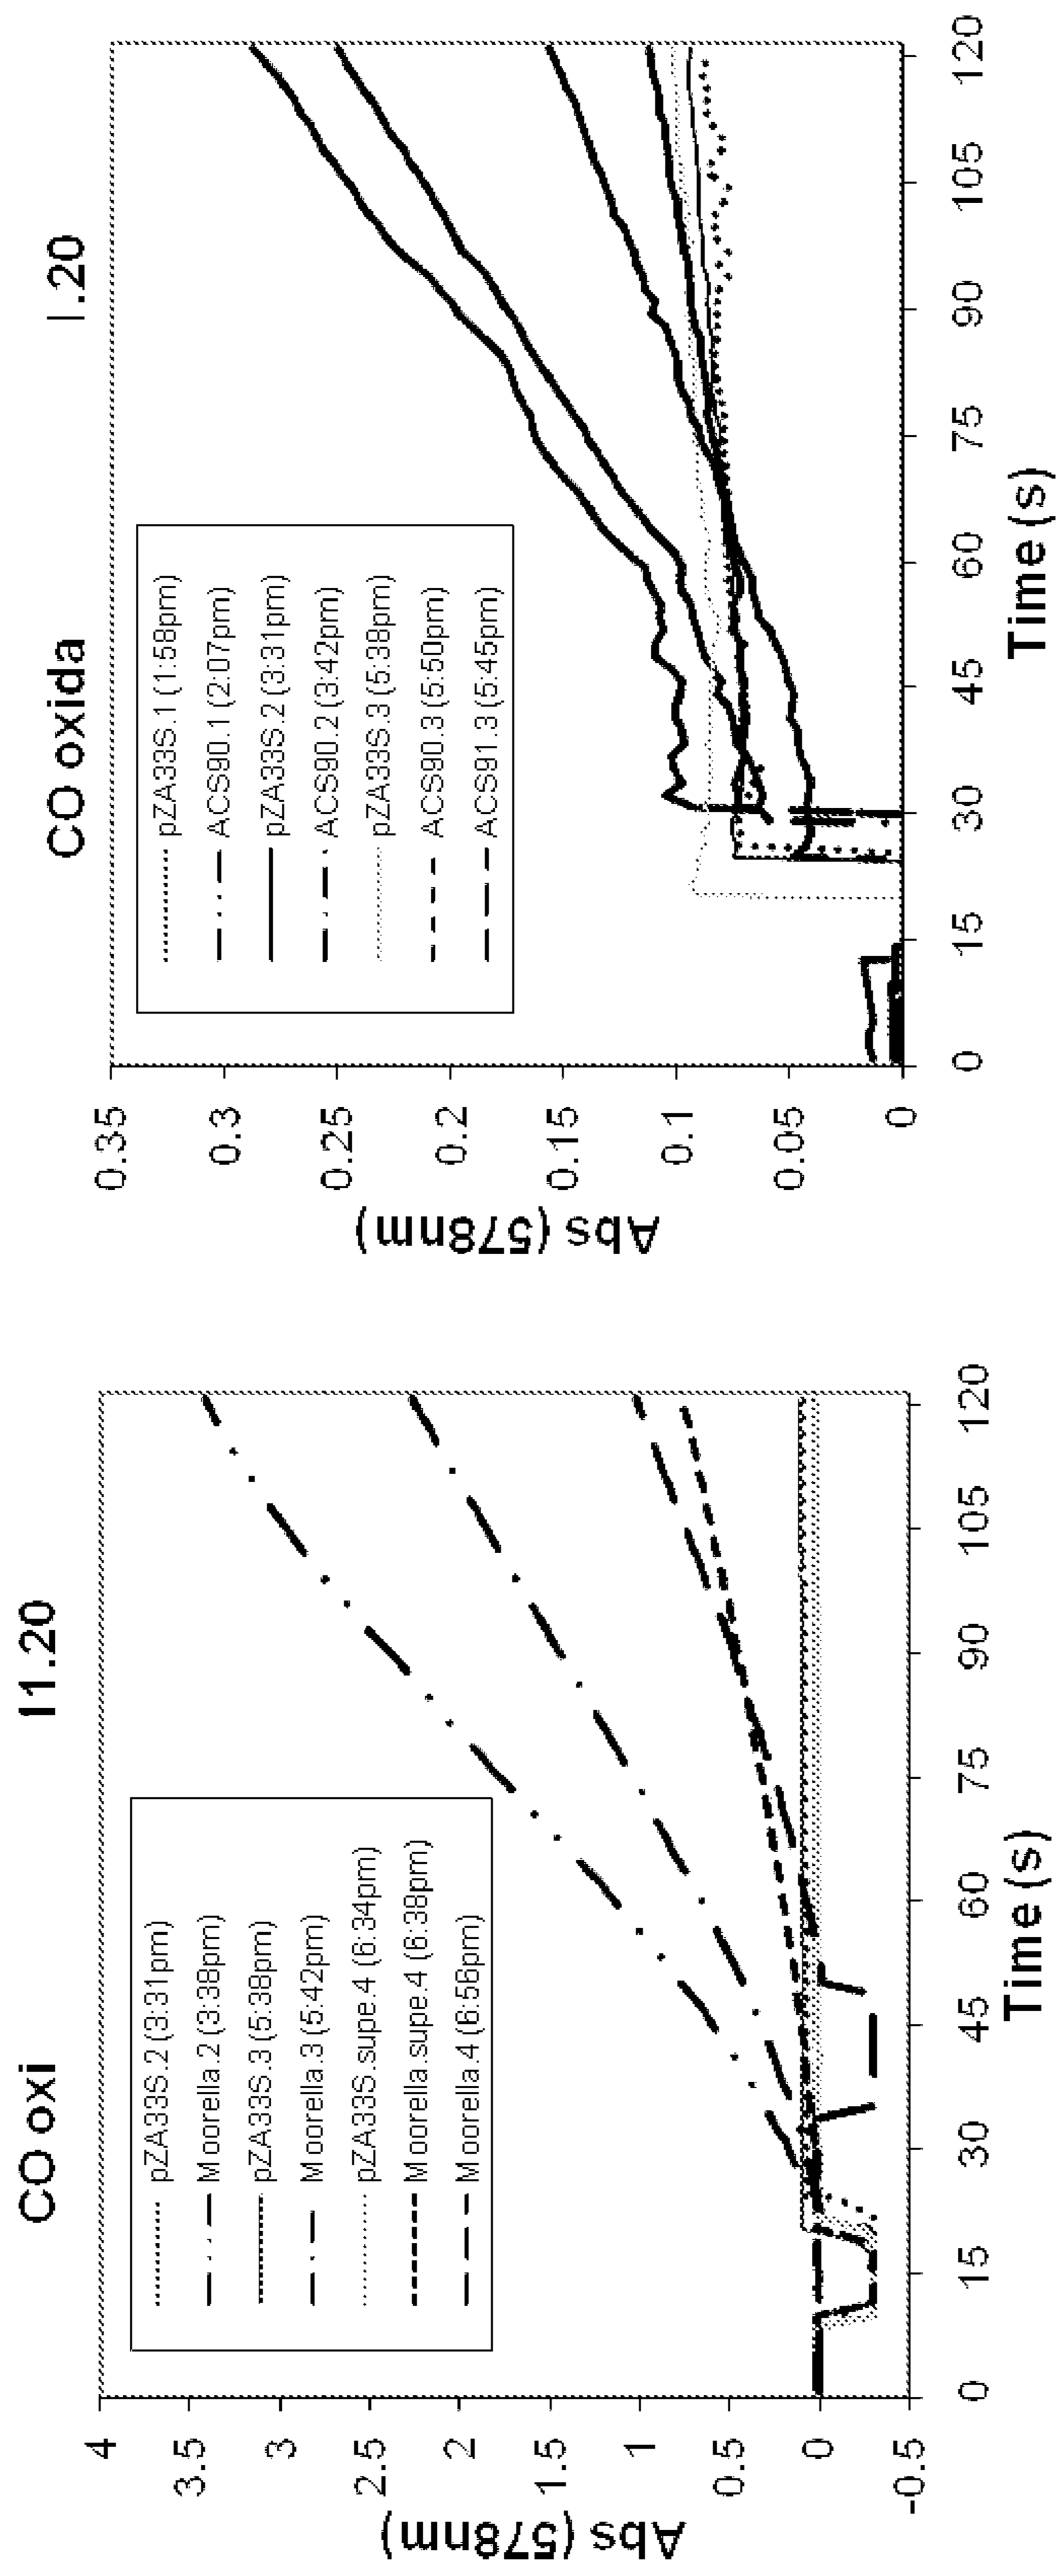 CO oxi I1.20
4
3.5
3
2.5
2
1.5
1
0.5
0
-0.5
Abs (578nm)
pZA33S.2 (3:31pm)
Moorella.2 (3:38pm)
pZA33S.3 (5:38pm)
Moorella.3 (5:42pm)
pZA33S.supe.4 (6:34pm)
Moorella.supe.4 (6:38pm)
Moorella.4 (6:56pm)
0 15 30 45 60 75 90 105 120
Time (s)
CO oxida I.20
0.35
0.3
0.25
0.2
0.15
0.1
0.05
0
Abs (578nm)
pZA33S.1 (1:58pm)
ACS90.1 (2:07pm)
pZA33S.2 (3:31pm)
ACS90.2 (3:42pm)
pZA33S.3 (5:38pm)
ACS90.3 (5:50pm)
ACS91.3 (5:45pm)
0 15 30 45 60 75 90 105 120
Time (s)